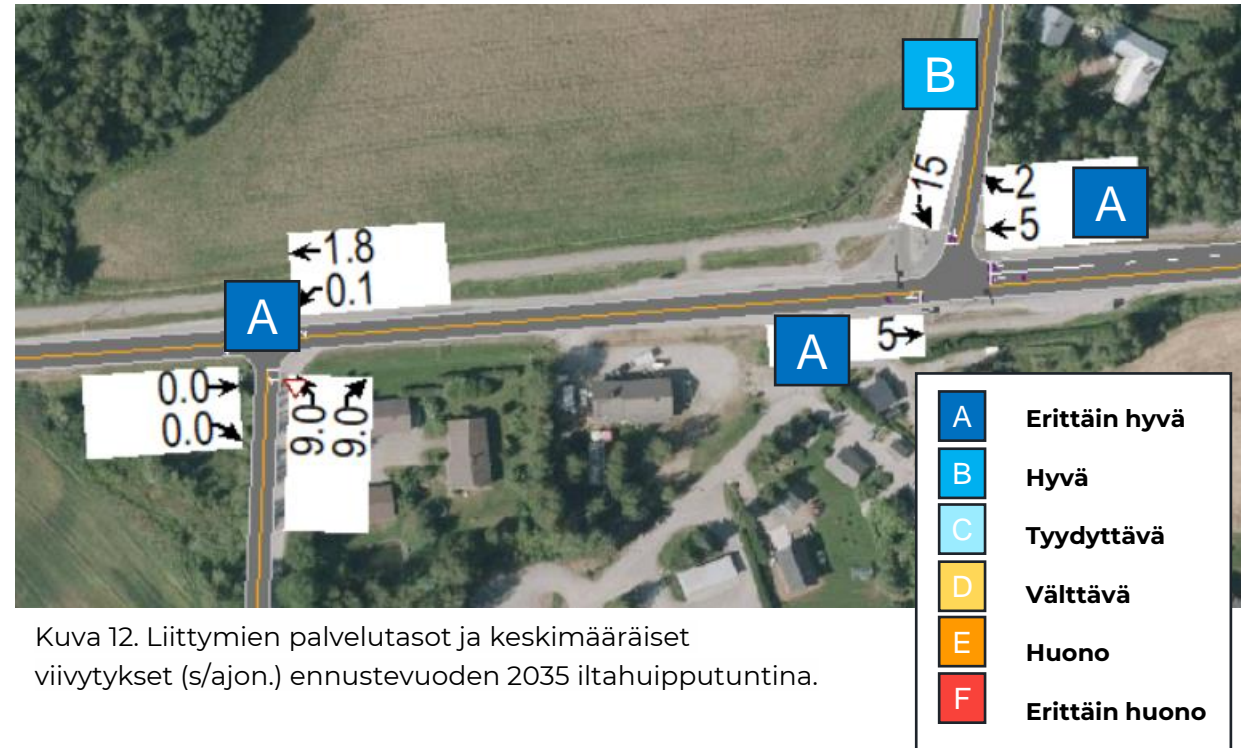 B
15
2
5
A
1.8
0.1
A
A
5
0.0
0.0
9.0
9.0
A Erittäin hyvä
B Hyvä
C Tyydyttävä
D Välttävä
E Huono
F Erittäin huono
Kuva 12. Liittymien palvelutasot ja keskimääräiset
viivytykset (s/ajon.) ennustevuoden 2035 iltahuipputuntina.